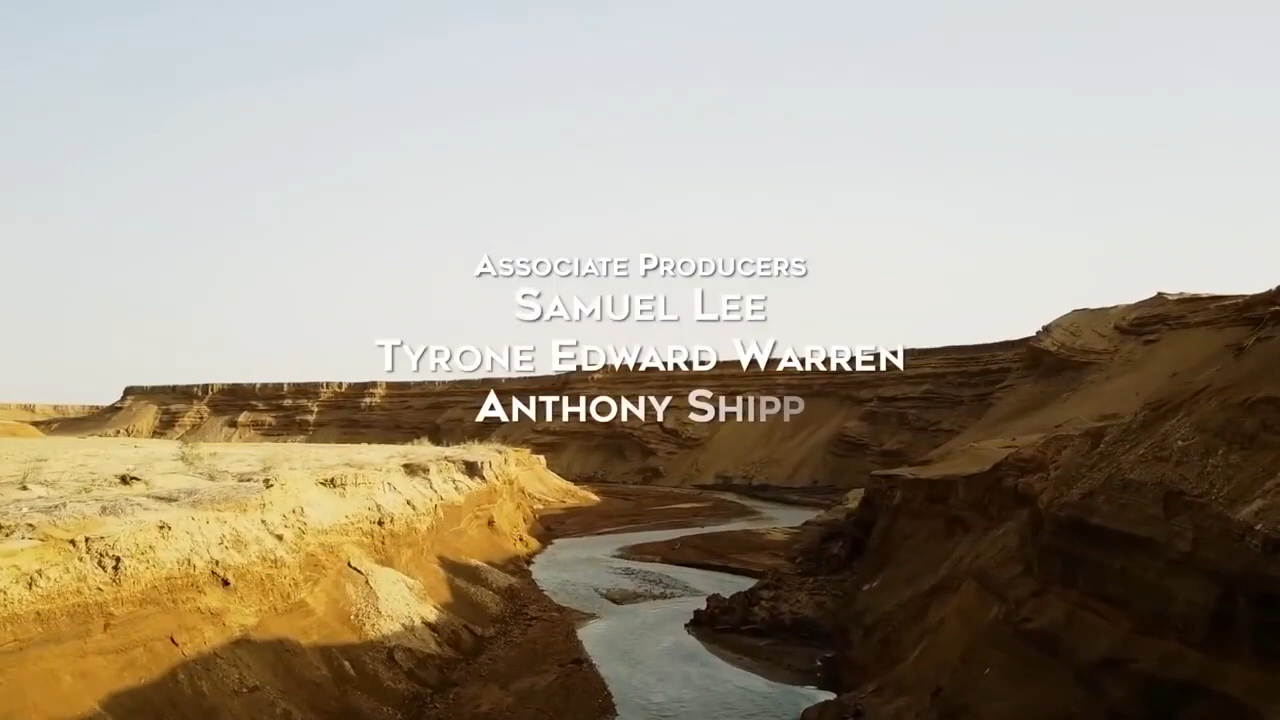 Associate Producers
Samuel Lee
Tyrone Edward Warren
Anthony Shipp